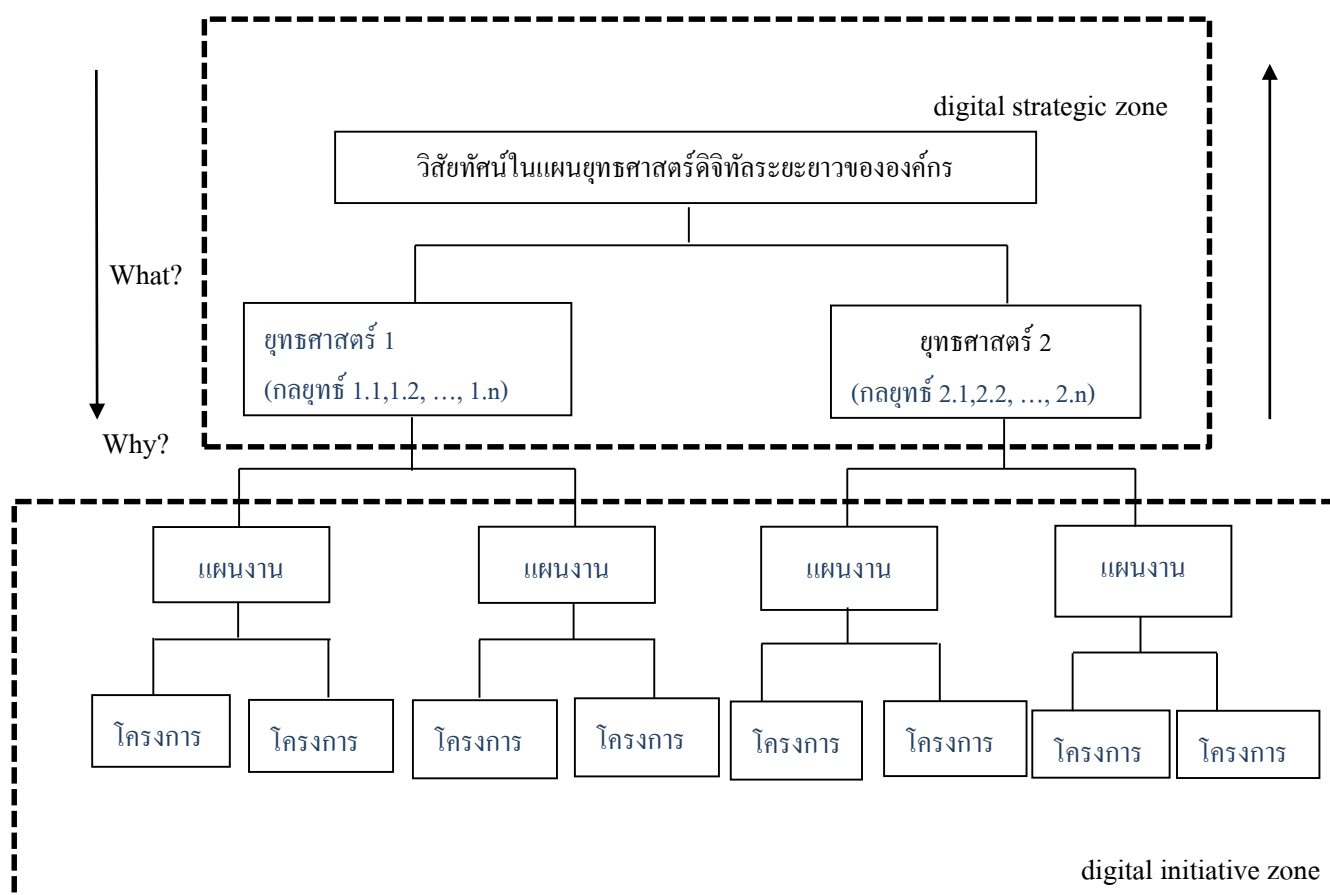 digital strategic zone
วิสัยทัศน์ในแผนยุทธศาสตร์ดิจิทัลระยะยาวขององค์กร
What?
ยุทธศาสตร์ 1
(กลยุทธ์ 1.1,1.2, …, 1.n)
ยุทธศาสตร์ 2
(กลยุทธ์ 2.1,2.2, …, 2.n)
Why?
แผนงาน
แผนงาน
แผนงาน
แผนงาน
โครงการ
โครงการ
โครงการ
โครงการ
โครงการ
โครงการ
โครงการ
โครงการ
digital initiative zone